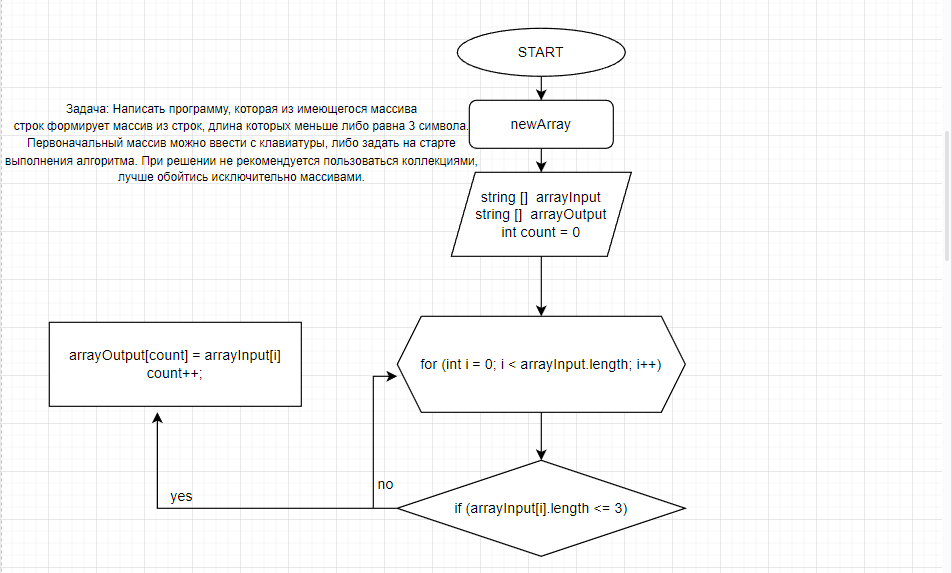 START
Задача: Написать программу, которая из имеющегося массива
строк формирует массив из строк, длина которых меньше либо равна 3 символа.
Первоначальный массив можно ввести с клавиатуры, либо задать на старте
выполнения алгоритма. При решении не рекомендуется пользоваться коллекциями,
лучше обойтись исключительно массивами.
newArray
string [] arrayInput
string [] arrayOutput
int count = 0
for (int i = 0; i < arrayInput.length; i++)
arrayOutput[count] = arrayInput[i]
count++;
no
yes
if (arrayInput[i].length <= 3)